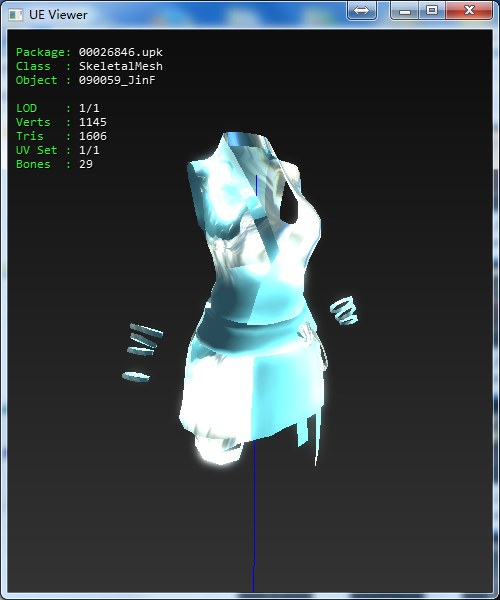 UE Viewer
Package: 00026846.upk
Class : SkeletalMesh
Object : 090059_JinF
LOD : 1/1
Verts : 1145
Tris : 1606
UV Set : 1/1
Bones : 29